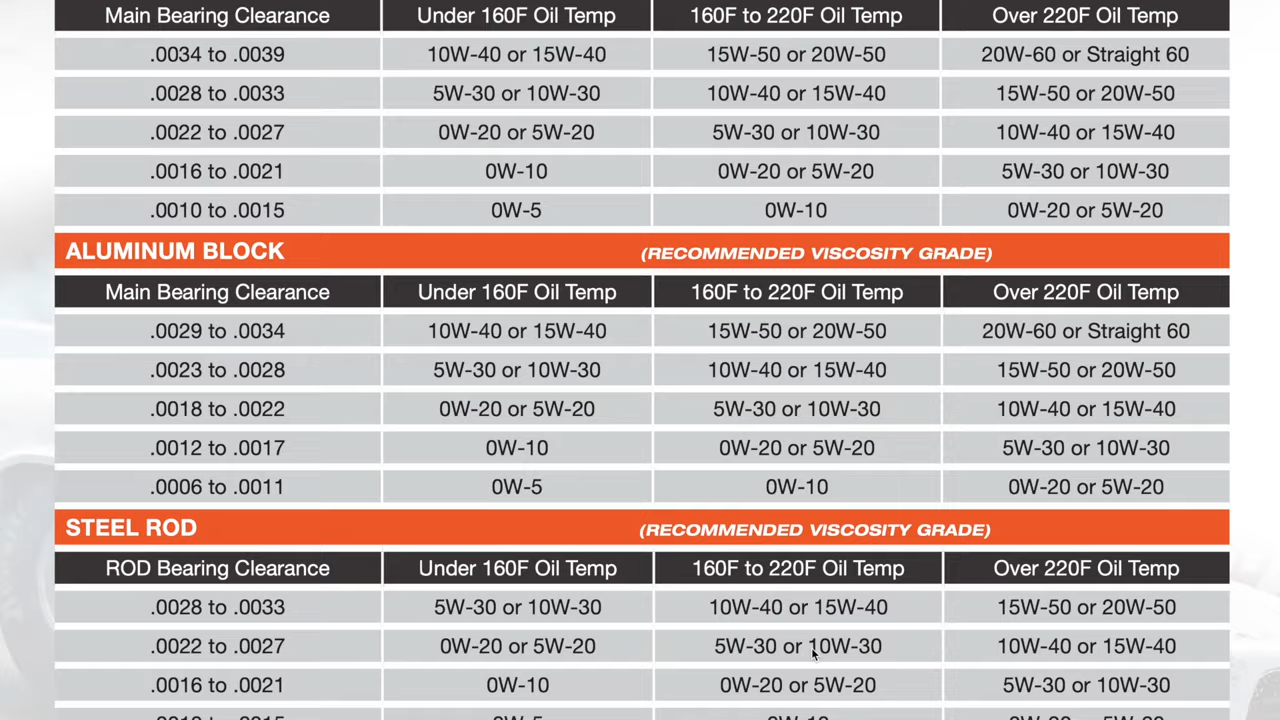 Main Bearing Clearance Under 160F Oil Temp 160F to 220F Oil Temp Over 220F Oil Temp
.0034 to .0039 10W-40 or 15W-40 15W-50 or 20W-50 20W-60 or Straight 60
.0028 to .0033 5W-30 or 10W-30 10W-40 or 15W-40 15W-50 or 20W-50
.0022 to .0027 0W-20 or 5W-20 5W-30 or 10W-30 10W-40 or 15W-40
.0016 to .0021 0W-10 0W-20 or 5W-20 5W-30 or 10W-30
.0010 to .0015 0W-5 0W-10 0W-20 or 5W-20
ALUMINUM BLOCK (RECOMMENDED VISCOSITY GRADE)
Main Bearing Clearance Under 160F Oil Temp 160F to 220F Oil Temp Over 220F Oil Temp
.0029 to .0034 10W-40 or 15W-40 15W-50 or 20W-50 20W-60 or Straight 60
.0023 to .0028 5W-30 or 10W-30 10W-40 or 15W-40 15W-50 or 20W-50
.0018 to .0022 0W-20 or 5W-20 5W-30 or 10W-30 10W-40 or 15W-40
.0012 to .0017 0W-10 0W-20 or 5W-20 5W-30 or 10W-30
.0006 to .0011 0W-5 0W-10 0W-20 or 5W-20
STEEL ROD (RECOMMENDED VISCOSITY GRADE)
ROD Bearing Clearance Under 160F Oil Temp 160F to 220F Oil Temp Over 220F Oil Temp
.0028 to .0033 5W-30 or 10W-30 10W-40 or 15W-40 15W-50 or 20W-50
.0022 to .0027 0W-20 or 5W-20 5W-30 or 10W-30 10W-40 or 15W-40
.0016 to .0021 0W-10 0W-20 or 5W-20 5W-30 or 10W-30